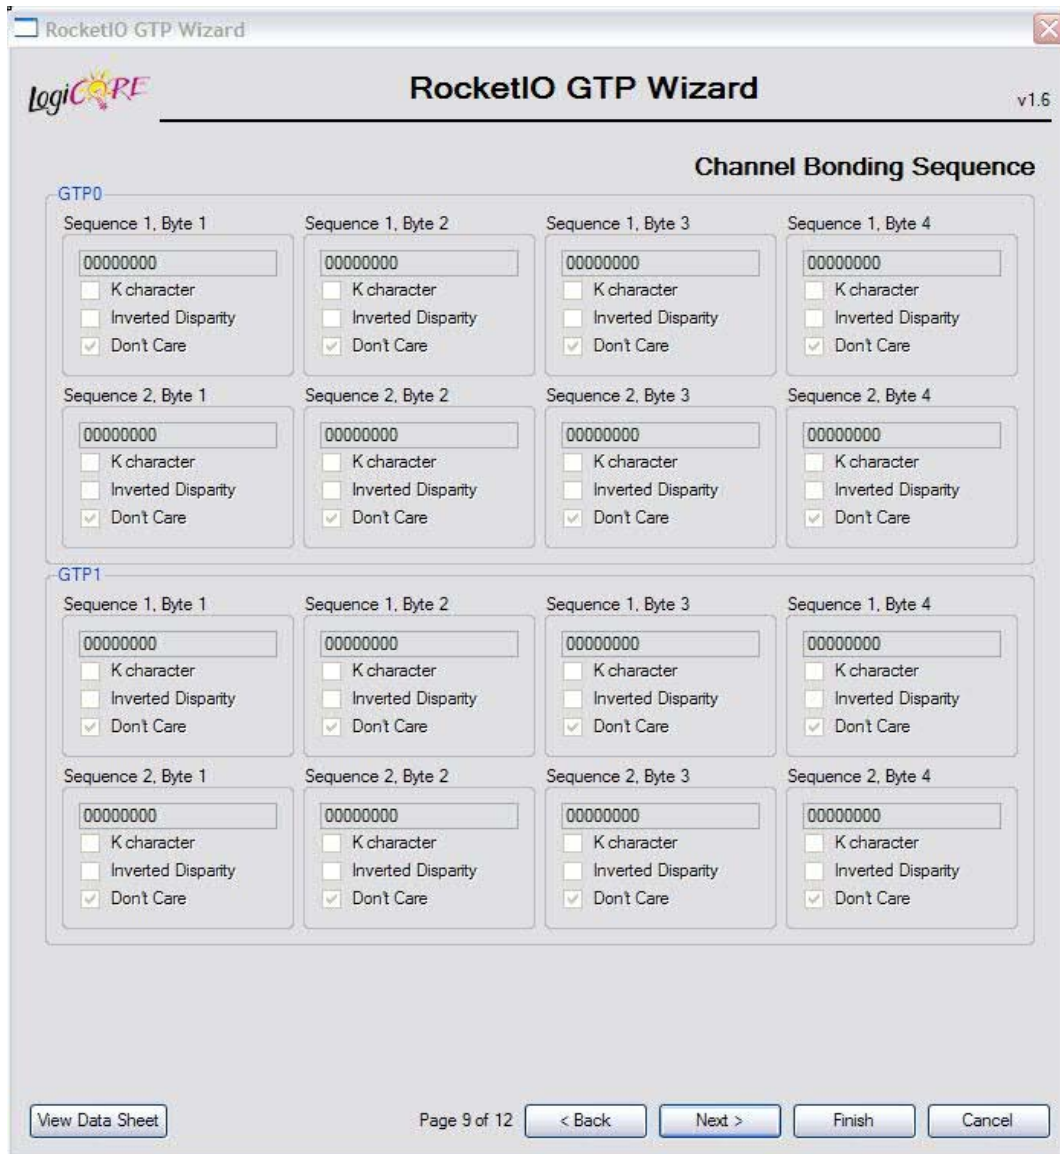 RocketIO GTP Wizard
LogiCORE
RocketIO GTP Wizard
v1.6
Channel Bonding Sequence
GTP0
Sequence 1, Byte 1 Sequence 1, Byte 2 Sequence 1, Byte 3 Sequence 1, Byte 4
00000000 00000000 00000000 00000000
K character K character K character K character
Inverted Disparity Inverted Disparity Inverted Disparity Inverted Disparity
Don't Care Don't Care Don't Care Don't Care
Sequence 2, Byte 1 Sequence 2, Byte 2 Sequence 2, Byte 3 Sequence 2, Byte 4
00000000 00000000 00000000 00000000
K character K character K character K character
Inverted Disparity Inverted Disparity Inverted Disparity Inverted Disparity
Don't Care Don't Care Don't Care Don't Care
GTP1
Sequence 1, Byte 1 Sequence 1, Byte 2 Sequence 1, Byte 3 Sequence 1, Byte 4
00000000 00000000 00000000 00000000
K character K character K character K character
Inverted Disparity Inverted Disparity Inverted Disparity Inverted Disparity
Don't Care Don't Care Don't Care Don't Care
Sequence 2, Byte 1 Sequence 2, Byte 2 Sequence 2, Byte 3 Sequence 2, Byte 4
00000000 00000000 00000000 00000000
K character K character K character K character
Inverted Disparity Inverted Disparity Inverted Disparity Inverted Disparity
Don't Care Don't Care Don't Care Don't Care
View Data Sheet Page 9 of 12 < Back Next > Finish Cancel